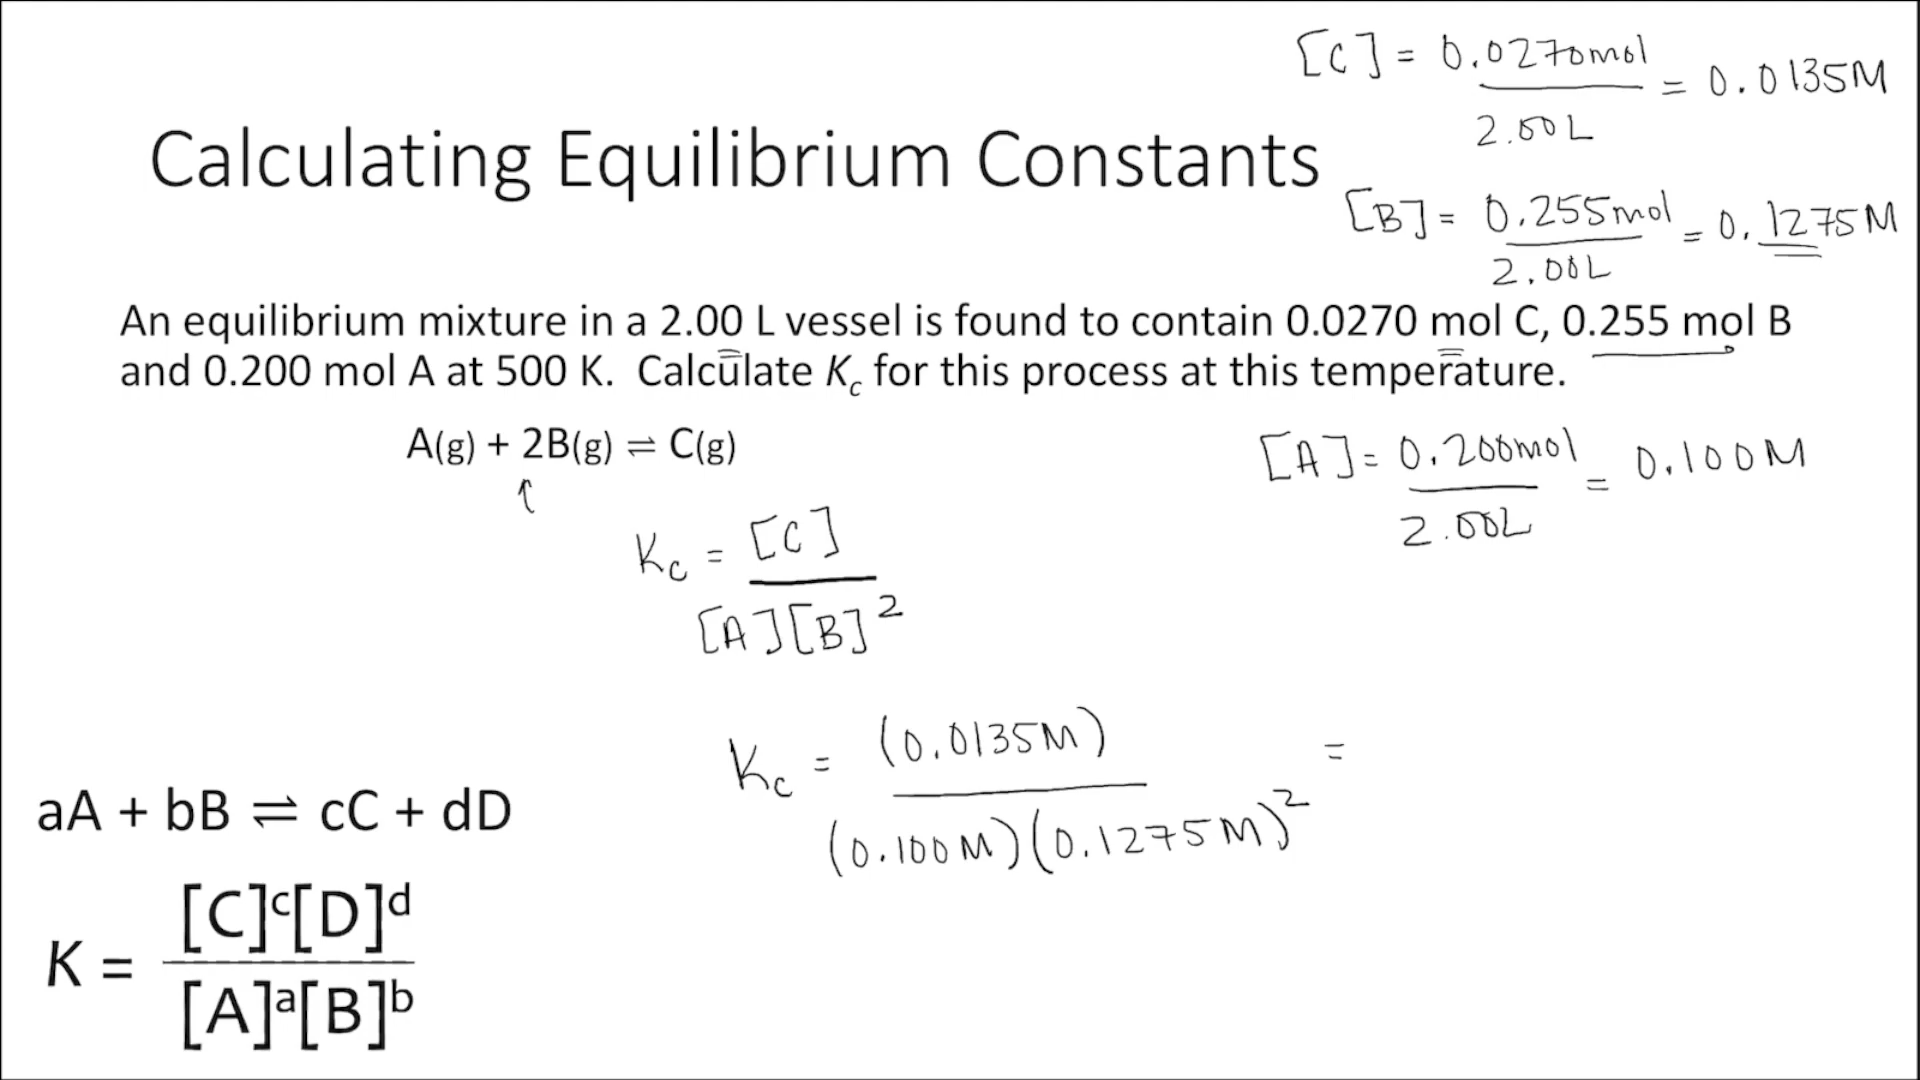 [C] = 0.0270mol / 2.00L = 0.0135M
Calculating Equilibrium Constants
[B] = 0.255mol / 2.00L = 0.1275M
An equilibrium mixture in a 2.00 L vessel is found to contain 0.0270 mol C, 0.255 mol B
and 0.200 mol A at 500 K.  Calculate Kc for this process at this temperature.
A(g) + 2B(g) ⇌ C(g)
↑
[A] = 0.200mol / 2.00L = 0.100M
Kc = [C] / [A][B]²
Kc = (0.0135M) / (0.100M)(0.1275M)² =
aA + bB ⇌ cC + dD
K = [C]ᶜ[D]ᵈ / [A]ᵃ[B]ᵇ